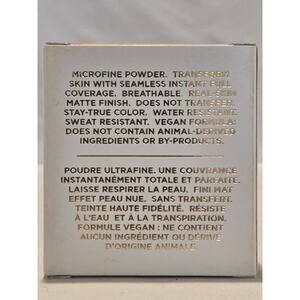 MICROFINE POWDER. TRANSFORM
SKIN WITH SEAMLESS INSTANT FULL
COVERAGE. BREATHABLE. REAL-SKIN
MATTE FINISH. DOES NOT TRANSFER.
STAY-TRUE COLOR. WATER RESISTANT.
SWEAT RESISTANT. VEGAN FORMULA:
DOES NOT CONTAIN ANIMAL-DERIVED
INGREDIENTS OR BY-PRODUCTS.
POUDRE ULTRAFINE. UNE COUVRANCE
INSTANTANÉMENT TOTALE ET PARFAITE.
LAISSE RESPIRER LA PEAU. FINI MAT
EFFET PEAU NUE. SANS TRANSFERT.
TEINTE HAUTE FIDÉLITÉ. RÉSISTE
À L'EAU ET À LA TRANSPIRATION.
FORMULE VEGAN : NE CONTIENT
AUCUN INGRÉDIENT OU DÉRIVÉ
D'ORIGINE ANIMALE.